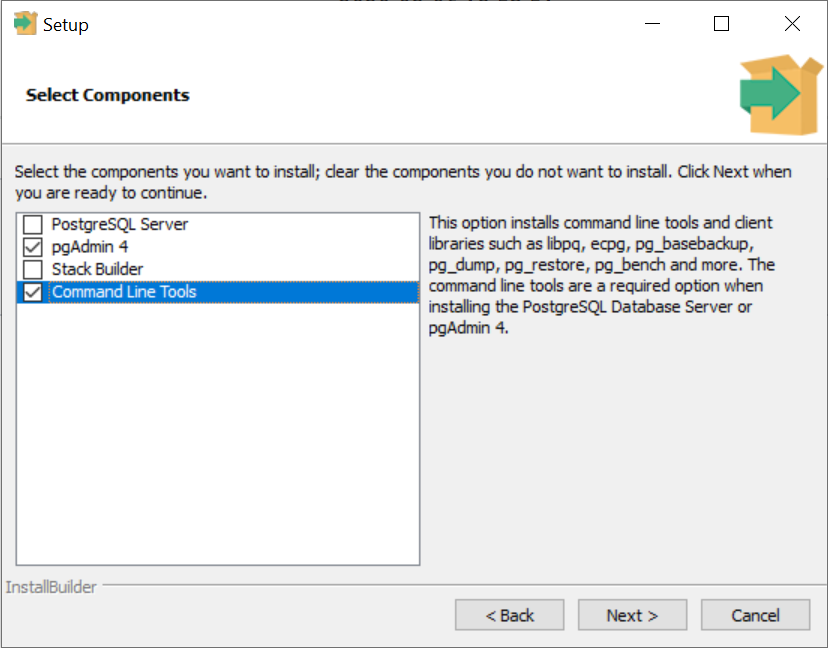 Setup
Select Components
Select the components you want to install; clear the components you do not want to install. Click Next when
you are ready to continue.
PostgreSQL Server
pgAdmin 4
Stack Builder
Command Line Tools
This option installs command line tools and client
libraries such as libpq, ecpg, pg_basebackup,
pg_dump, pg_restore, pg_bench and more. The
command line tools are a required option when
installing the PostgreSQL Database Server or
pgAdmin 4.
InstallBuilder
< Back
Next >
Cancel